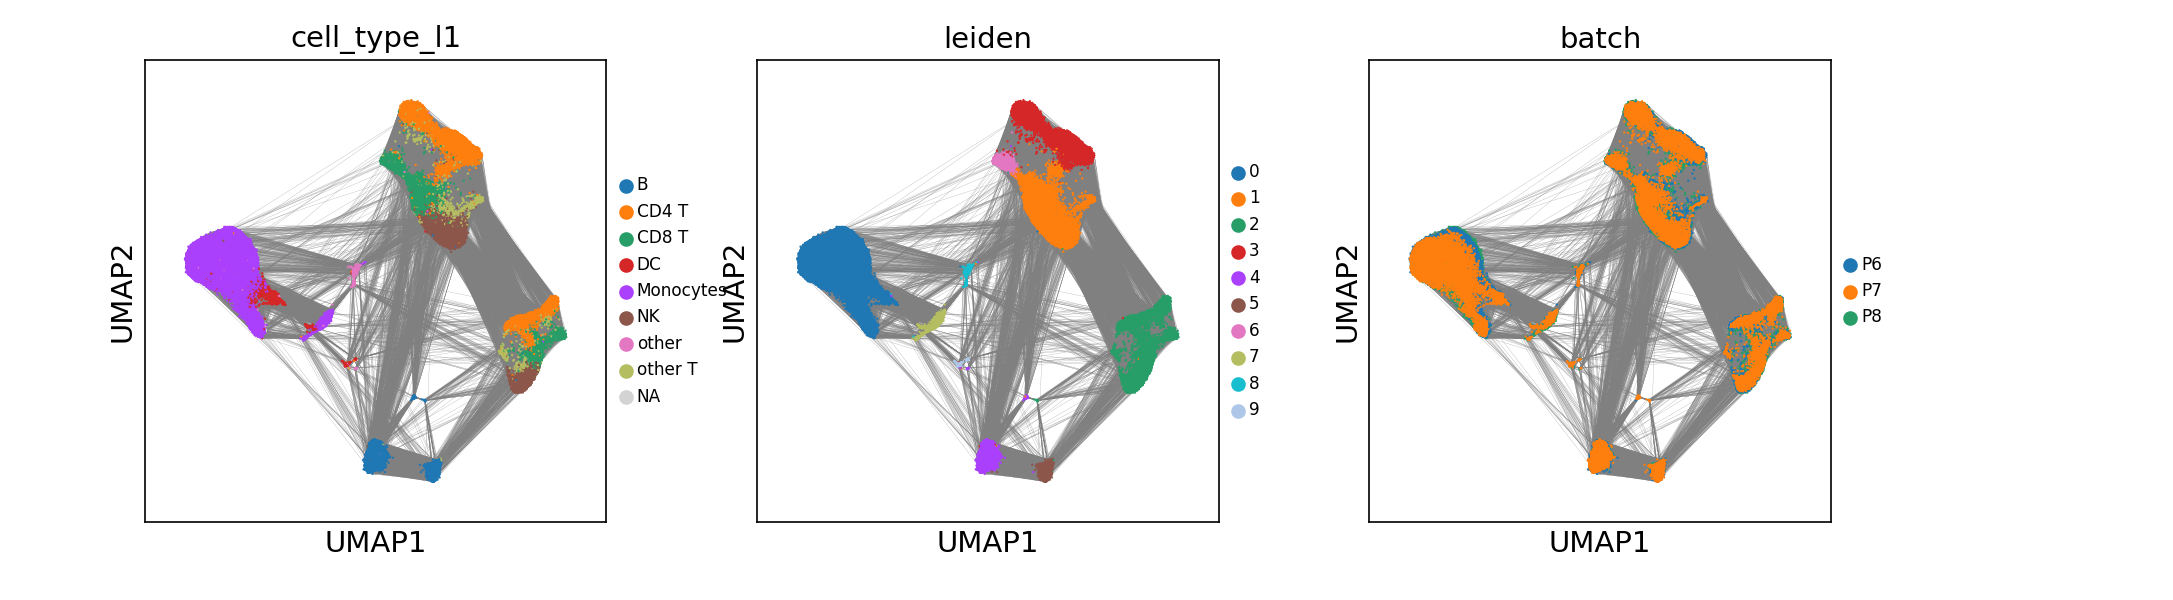 cell_type_l1
UMAP2
UMAP1
B
CD4 T
CD8 T
DC
Monocytes
NK
other
other T
NA
leiden
UMAP2
UMAP1
0
1
2
3
4
5
6
7
8
9
batch
UMAP2
UMAP1
P6
P7
P8